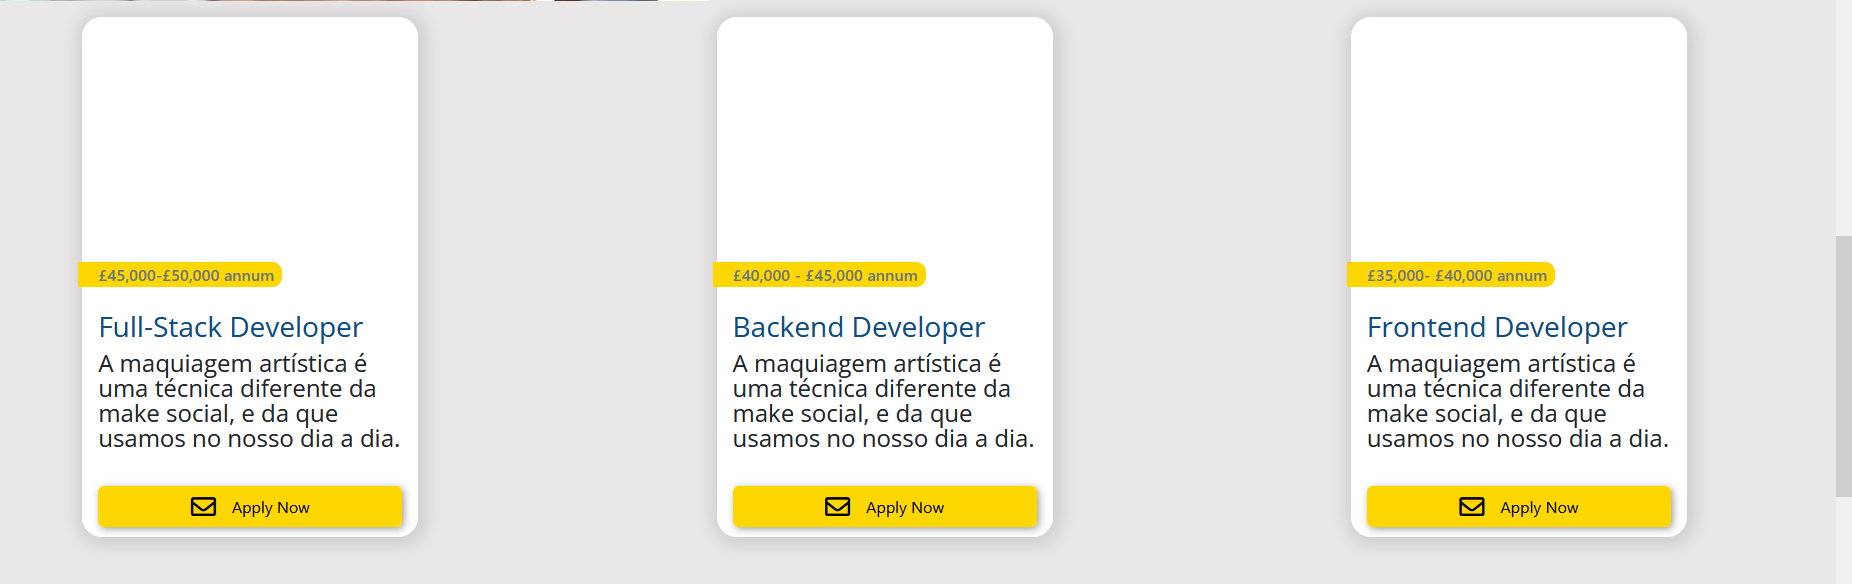 £45,000-£50,000 annum
Full-Stack Developer
A maquiagem artística é
uma técnica diferente da
make social, e da que
usamos no nosso dia a dia.
Apply Now
£40,000 - £45,000 annum
Backend Developer
A maquiagem artística é
uma técnica diferente da
make social, e da que
usamos no nosso dia a dia.
Apply Now
£35,000- £40,000 annum
Frontend Developer
A maquiagem artística é
uma técnica diferente da
make social, e da que
usamos no nosso dia a dia.
Apply Now